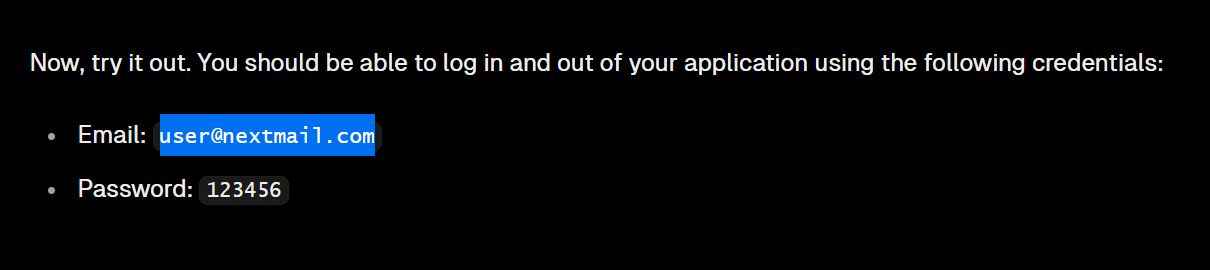 Now, try it out. You should be able to log in and out of your application using the following credentials:
• Email: user@nextmail.com
• Password: 123456